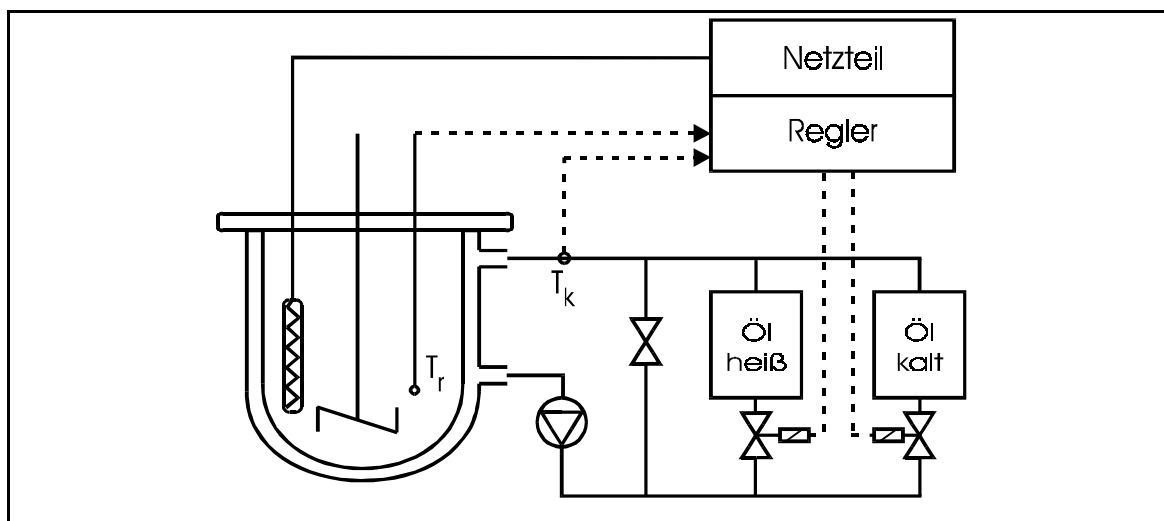 Netzteil
Regler
T_k
Öl
heiß
Öl
kalt
T_r